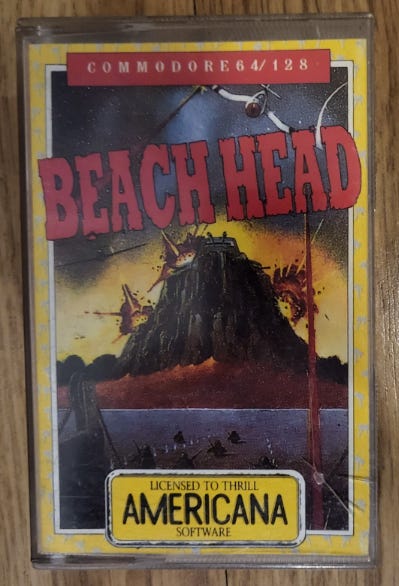 COMMODORE 64/128
BEACH HEAD
LICENSED TO THRILL
AMERICANA
SOFTWARE